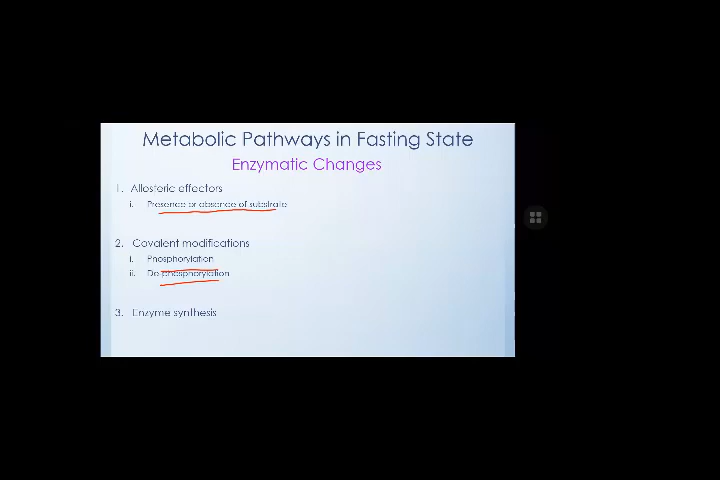 Metabolic Pathways in Fasting State
Enzymatic Changes
1. Allosteric effectors
i. Presence or absence of substrate
2. Covalent modifications
i. Phosphorylation
ii. De-phosphorylation
3. Enzyme synthesis